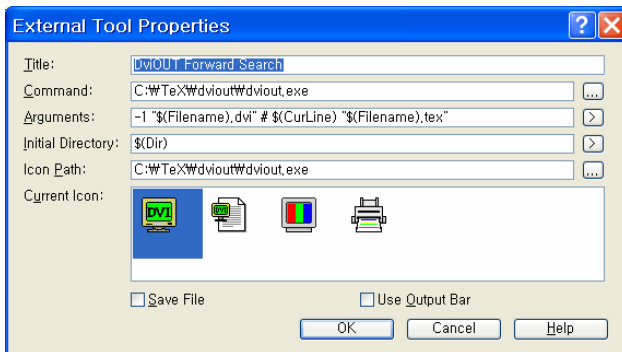 External Tool Properties
Title: DviOUT Forward Search
Command: C:₩TeX₩dviout₩dviout.exe ...
Arguments: -1 "$(Filename).dvi" # $(CurLine) "$(Filename).tex" >
Initial Directory: $(Dir) >
Icon Path: C:₩TeX₩dviout₩dviout.exe ...
Current Icon:
DVI DVI
Save File Use Output Bar
OK Cancel Help